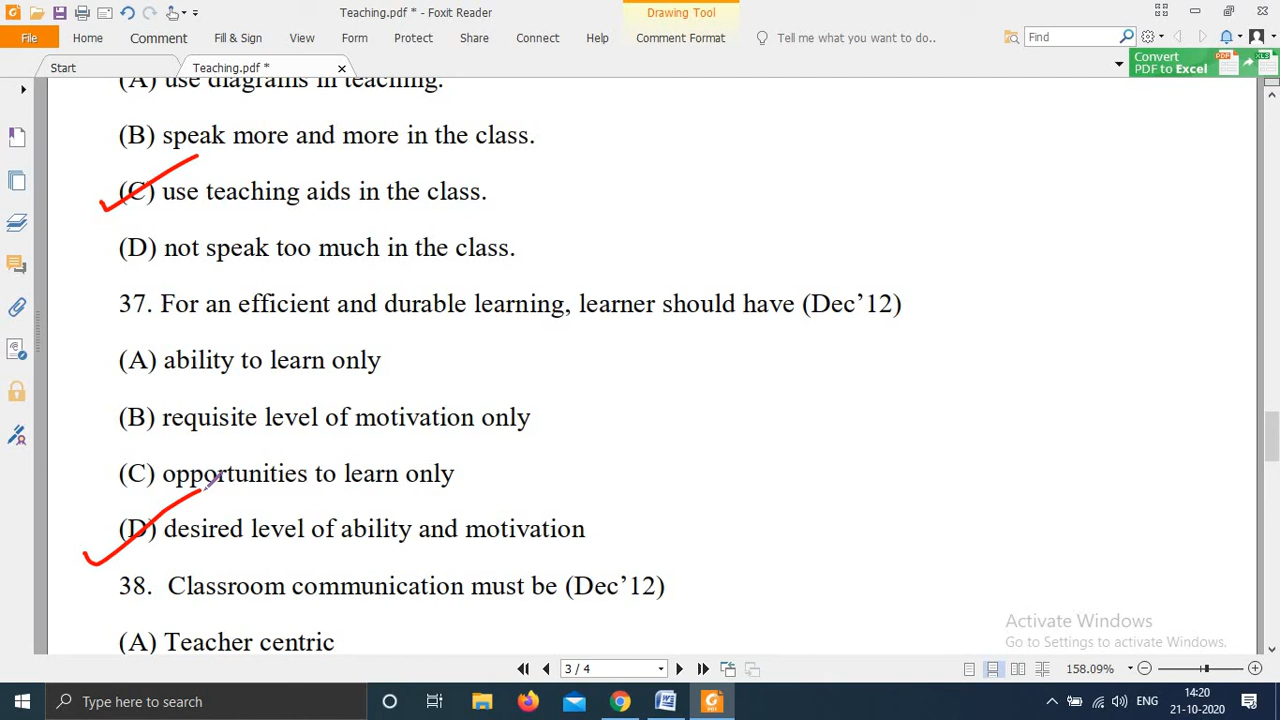 Teaching.pdf * - Foxit Reader
Drawing Tool
File
Home
Comment
Fill & Sign
View
Form
Protect
Share
Connect
Help
Comment Format
Tell me what you want to do..
Find
Start
Teaching.pdf *
Convert
PDF to Excel
(A) use diagrams in teaching.
(B) speak more and more in the class.
(C) use teaching aids in the class.
(D) not speak too much in the class.
37. For an efficient and durable learning, learner should have (Dec’12)
(A) ability to learn only
(B) requisite level of motivation only
(C) opportunities to learn only
(D) desired level of ability and motivation
38. Classroom communication must be (Dec’12)
(A) Teacher centric
Activate Windows
Go to Settings to activate Windows.
3 / 4
158.09%
Type here to search
ENG
14:20
21-10-2020